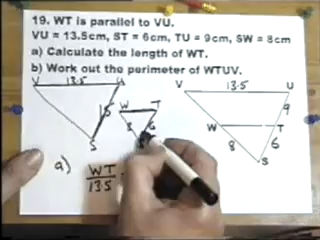 19. WT is parallel to VU.
VU = 13.5cm, ST = 6cm, TU = 9cm, SW = 8cm
a) Calculate the length of WT.
b) Work out the perimeter of WTUV.
V 13.5 U
15
S
W T
8 6
V 13.5 U
9
W T
8 6
S
a) WT
13.5